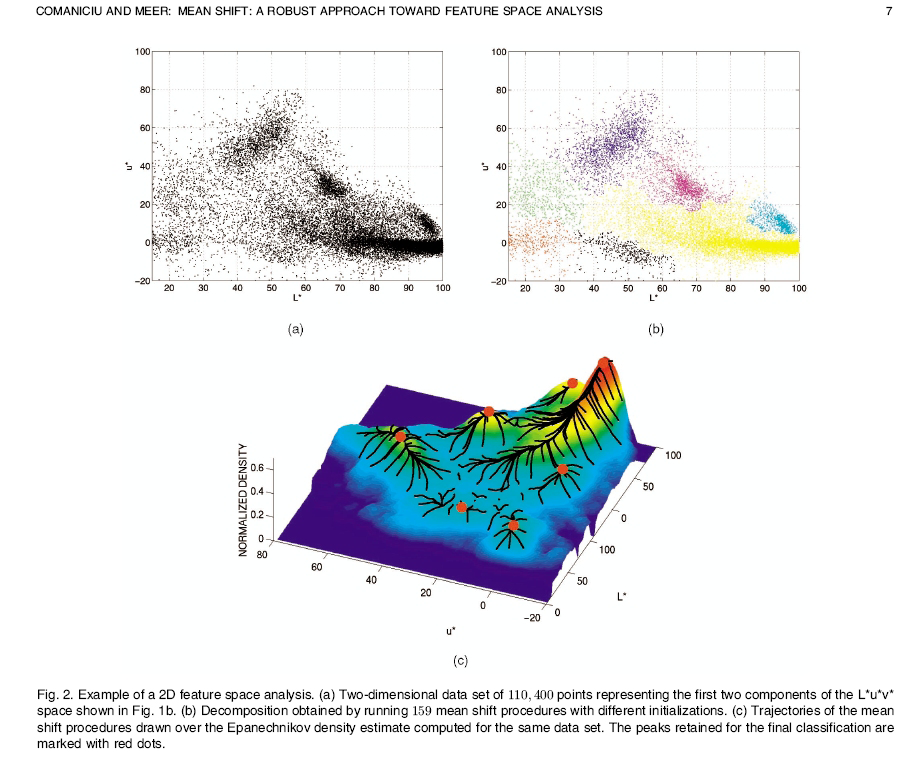 COMANICIU AND MEER: MEAN SHIFT: A ROBUST APPROACH TOWARD FEATURE SPACE ANALYSIS 7
100
80
60
40
20
0
-20
u*
20 30 40 50 60 70 80 90 100
L*
(a)
100
80
60
40
20
0
-20
u*
20 30 40 50 60 70 80 90 100
L*
(b)
NORMALIZED DENSITY
0.6
0.4
0.2
0
80
60
40
20
0
-20
u*
100
50
0
100
50
0
L*
(c)
Fig. 2. Example of a 2D feature space analysis. (a) Two-dimensional data set of 110,400 points representing the first two components of the L*u*v*
space shown in Fig. 1b. (b) Decomposition obtained by running 159 mean shift procedures with different initializations. (c) Trajectories of the mean
shift procedures drawn over the Epanechnikov density estimate computed for the same data set. The peaks retained for the final classification are
marked with red dots.